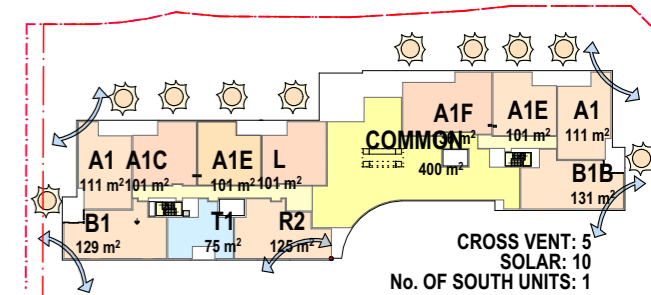 A1F
A1E
101 m²
A1
111 m²
COMMON
400 m²
A1
111 m²
A1C
101 m²
A1E
101 m²
L
101 m²
B1B
131 m²
B1
129 m²
T1
75 m²
R2
125 m²
CROSS VENT: 5
SOLAR: 10
No. OF SOUTH UNITS: 1